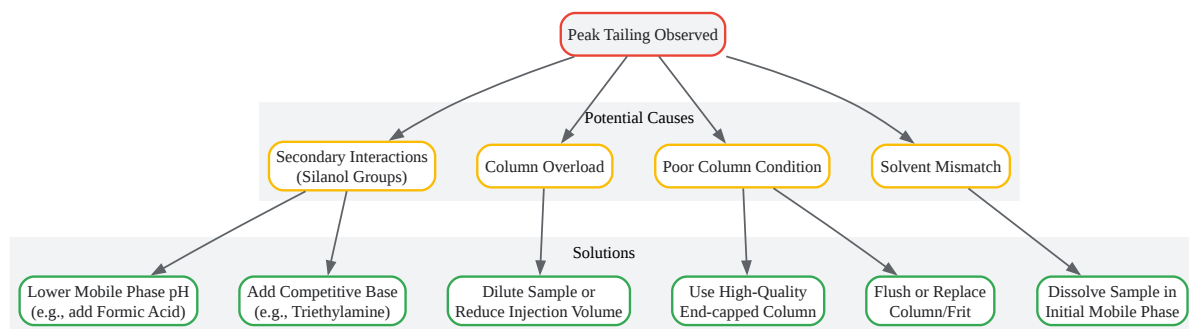 Peak Tailing Observed
Potential Causes
Secondary Interactions
(Silanol Groups)
Column Overload
Poor Column Condition
Solvent Mismatch
Solutions
Lower Mobile Phase pH
(e.g., add Formic Acid)
Add Competitive Base
(e.g., Triethylamine)
Dilute Sample or
Reduce Injection Volume
Use High-Quality
End-capped Column
Flush or Replace
Column/Frit
Dissolve Sample in
Initial Mobile Phase